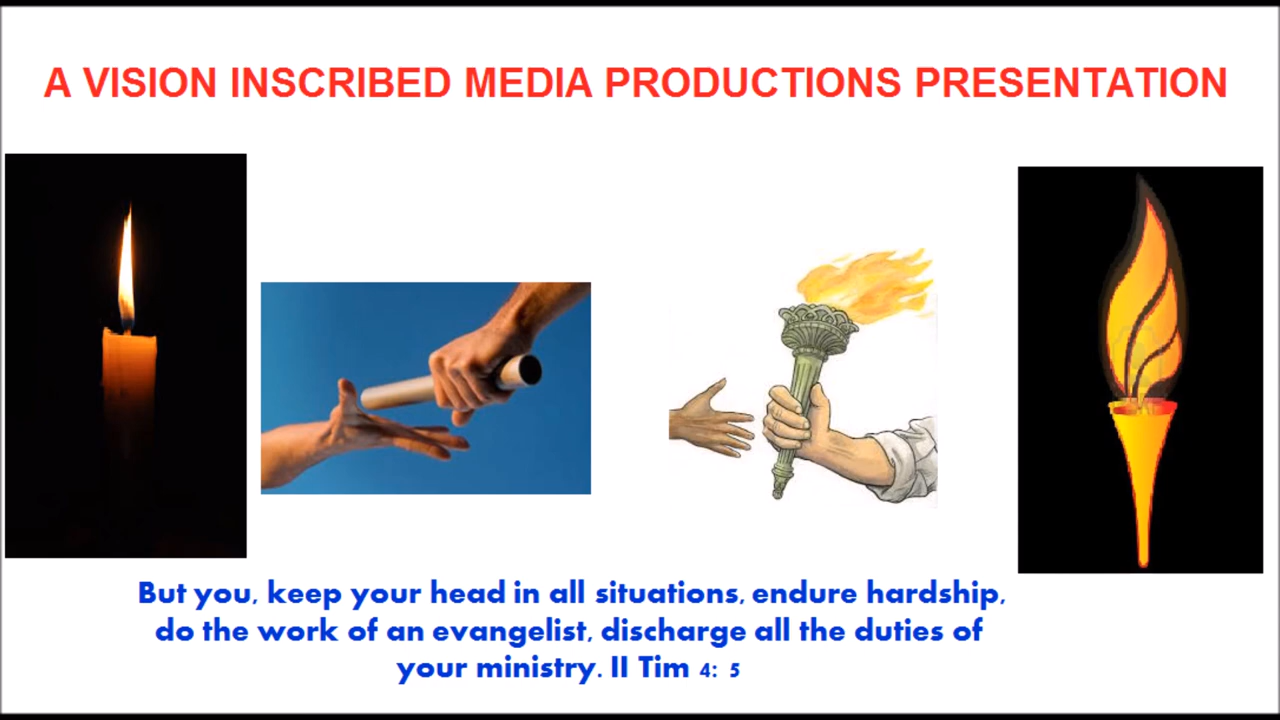 A VISION INSCRIBED MEDIA PRODUCTIONS PRESENTATION
But you, keep your head in all situations, endure hardship,
do the work of an evangelist, discharge all the duties of
your ministry. II Tim 4: 5